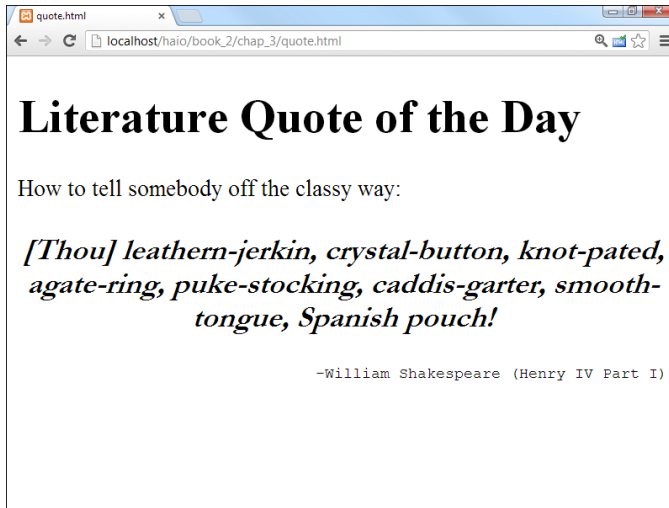 quote.html
localhost/haio/book_2/chap_3/quote.html
Literature Quote of the Day
How to tell somebody off the classy way:
[Thou] leathern-jerkin, crystal-button, knot-pated,
agate-ring, puke-stocking, caddis-garter, smooth-
tongue, Spanish pouch!
-William Shakespeare (Henry IV Part I)